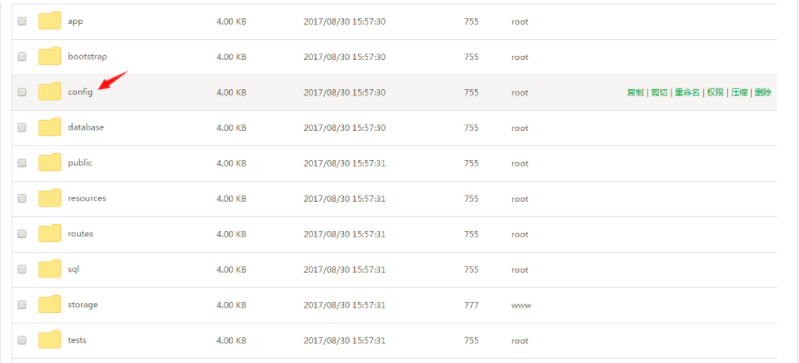 app 4.00 KB 2017/08/30 15:57:30 755 root
bootstrap 4.00 KB 2017/08/30 15:57:30 755 root
config 4.00 KB 2017/08/30 15:57:30 755 root 复制 | 剪切 | 重命名 | 权限 | 压缩 | 删除
database 4.00 KB 2017/08/30 15:57:30 755 root
public 4.00 KB 2017/08/30 15:57:31 755 root
resources 4.00 KB 2017/08/30 15:57:31 755 root
routes 4.00 KB 2017/08/30 15:57:31 755 root
sql 4.00 KB 2017/08/30 15:57:31 755 root
storage 4.00 KB 2017/08/30 15:57:31 777 www
tests 4.00 KB 2017/08/30 15:57:31 755 root